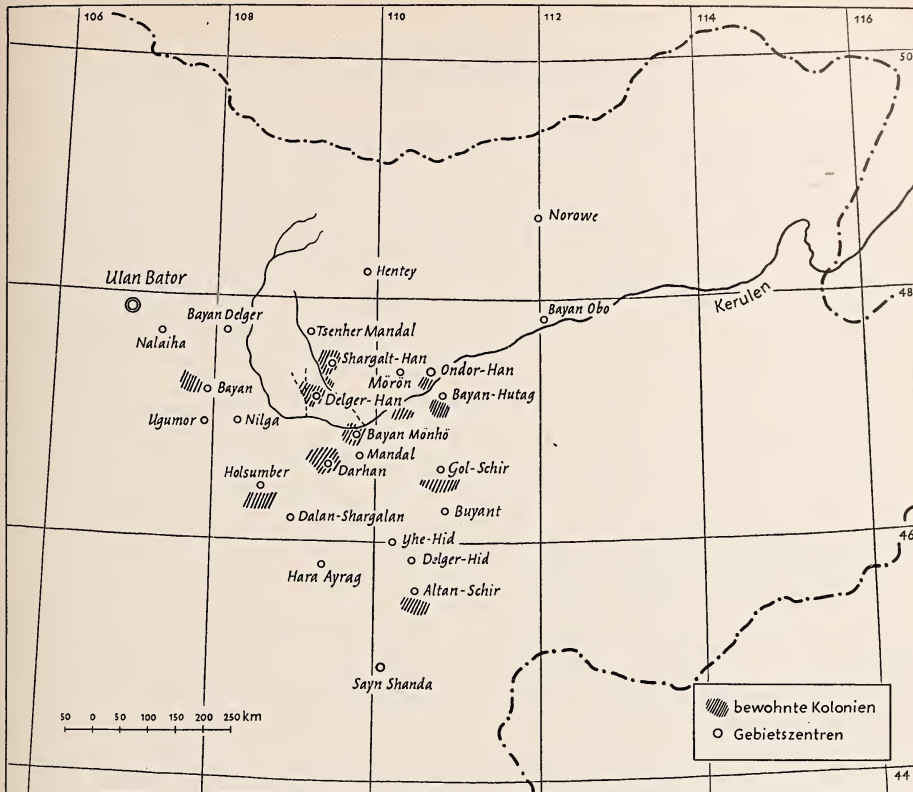 106
108
110
112
114
116
50
Norowe
Hentey
Ulan Bator
48
Kerulen
Bayan Obo
Bayan Delger
Nalaiha
Tsenher Mandal
Shargalt-Han
Mörön
Ondor-Han
Bayan
Delger-Han
Bayan-Hutag
Ugumor
Nilga
Bayan Mönhö
Mandal
Darhan
Gol-Schir
Holsumber
Buyant
Dalan-Shargalan
46
Yhe-Hid
Delger-Hid
Hara Ayrag
Altan-Schir
Sayn Shanda
50 0 50 100 125 150 200 250 km
bewohnte Kolonien
Gebietszentren
44